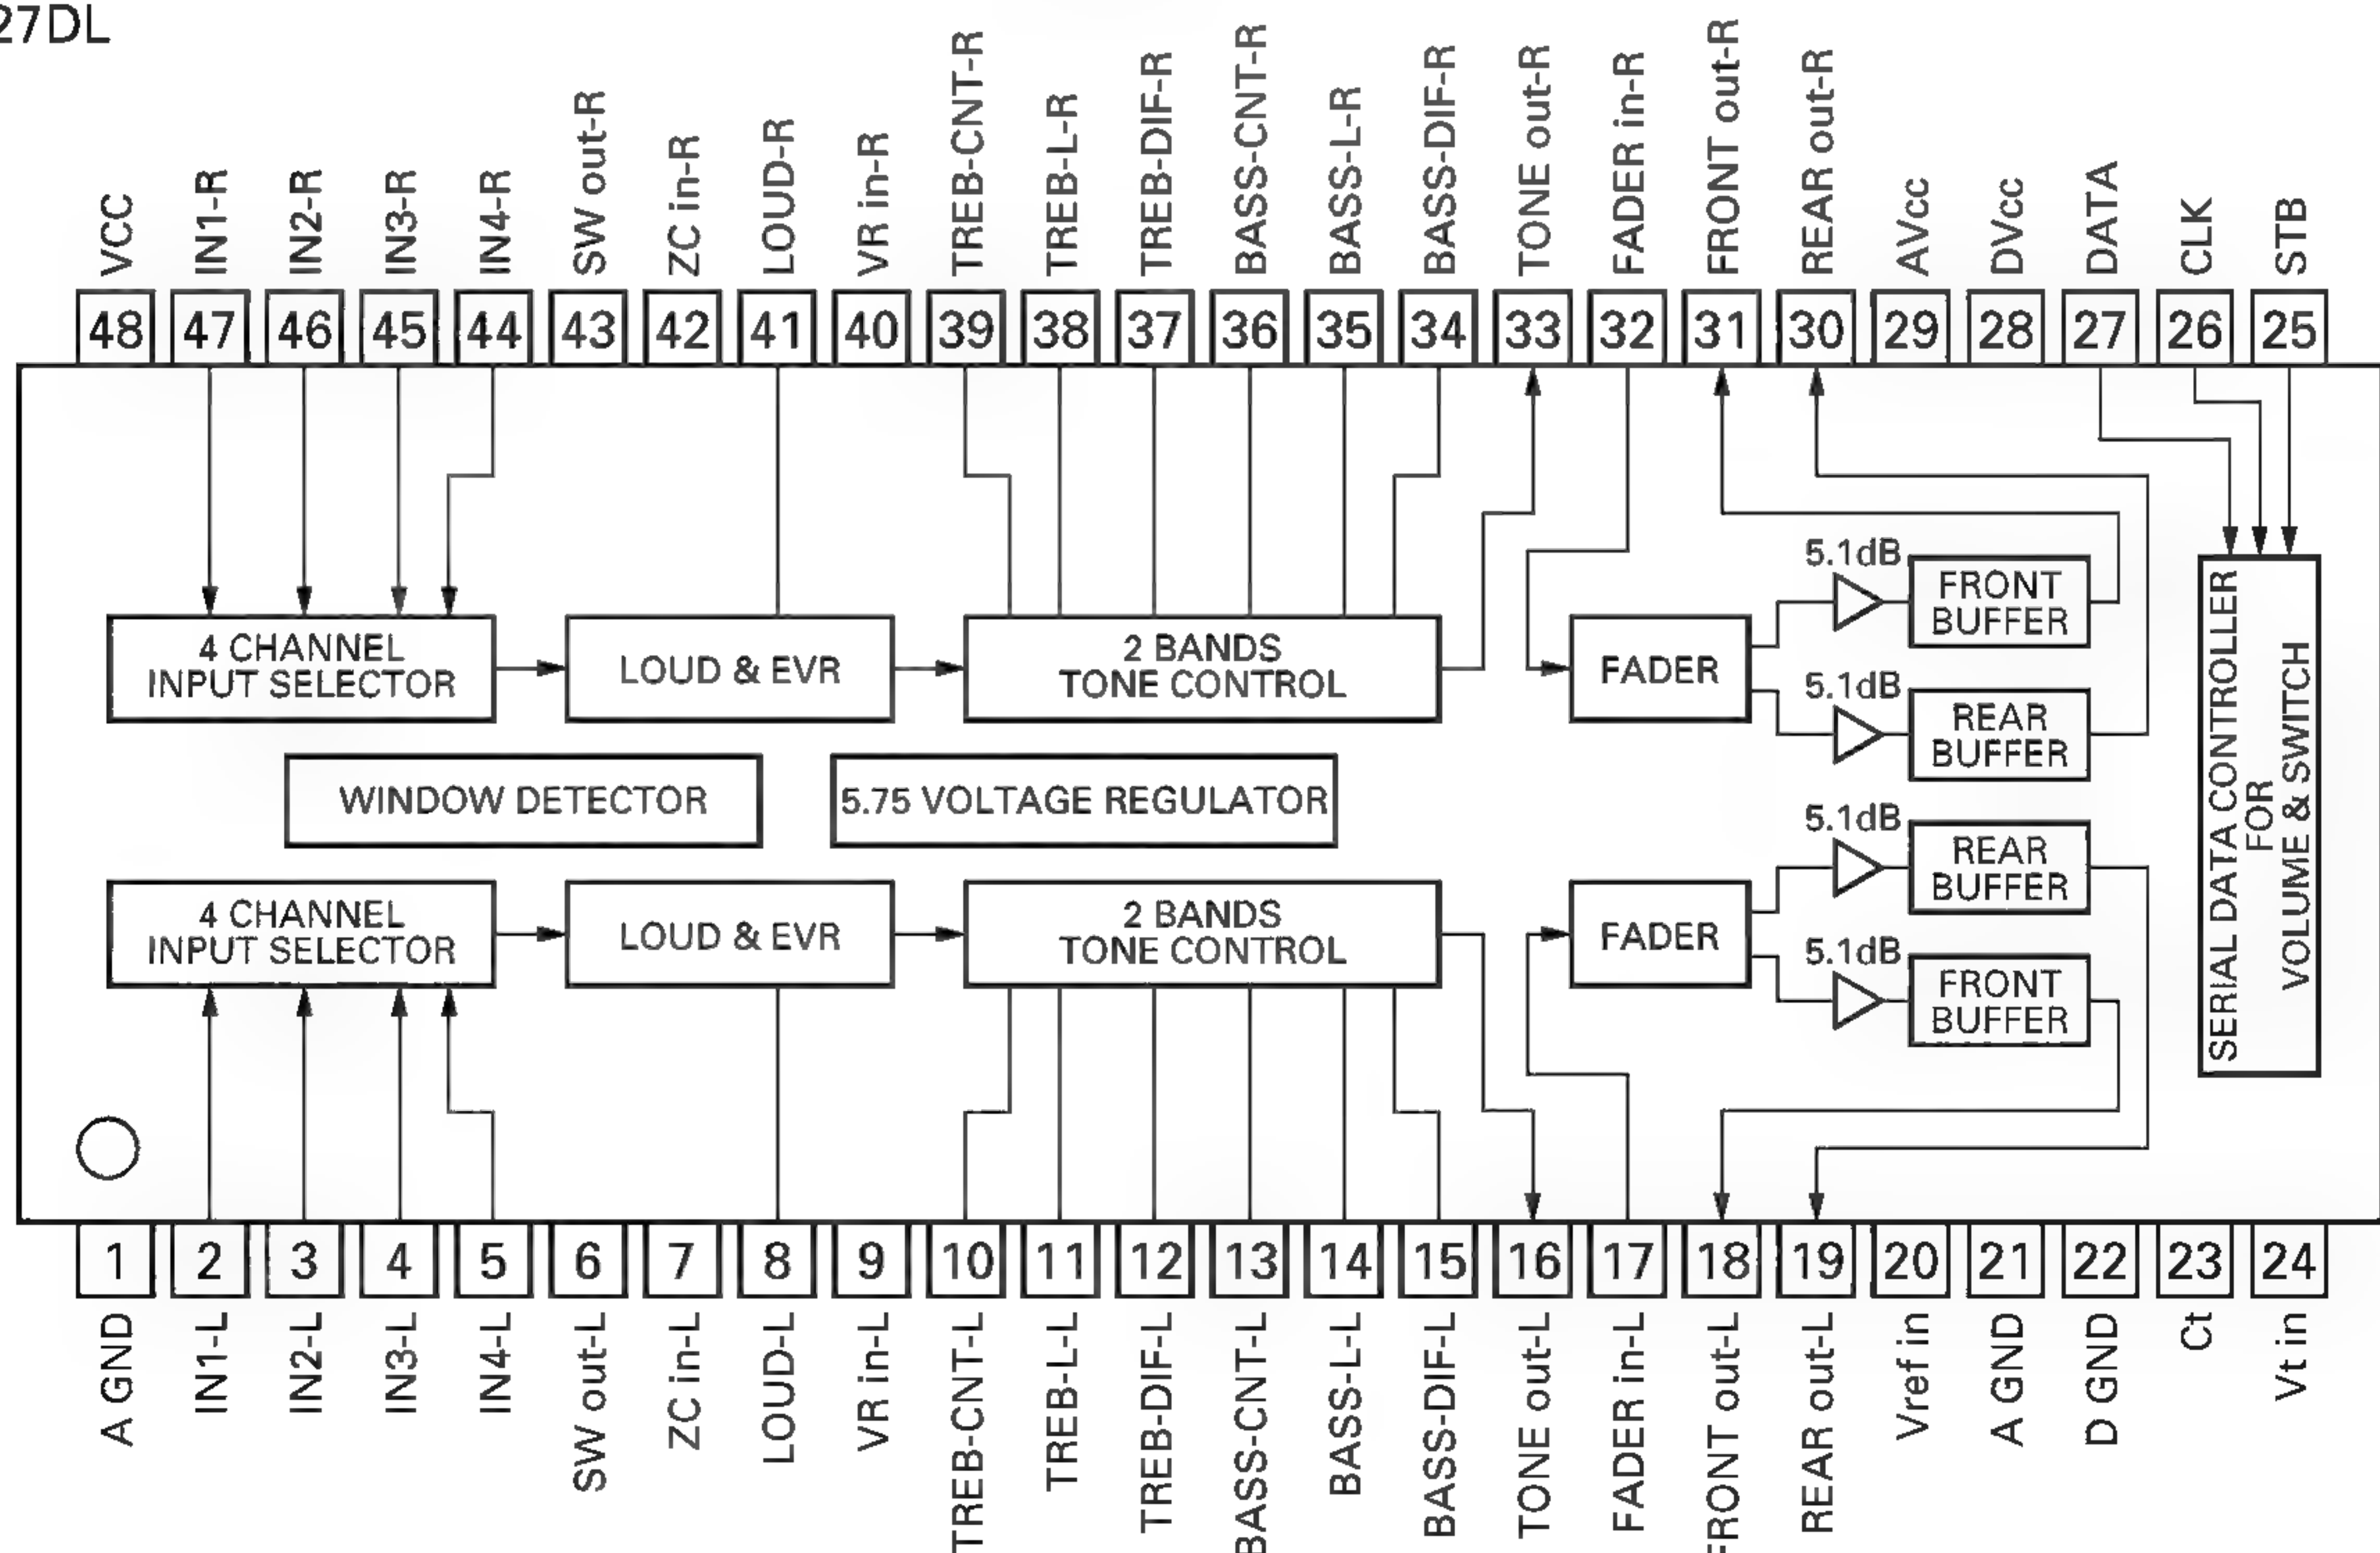 27DL
VCC
IN1-R
IN2-R
IN3-R
IN4-R
SW out-R
ZC in-R
LOUD-R
VR in-R
TREB-CNT-R
TREB-L-R
TREB-DIF-R
BASS-CNT-R
BASS-L-R
BASS-DIF-R
TONE out-R
FADER in-R
FRONT out-R
REAR out-R
AVcc
DVcc
DATA
CLK
STB
48 47 46 45 44 43 42 41 40 39 38 37 36 35 34 33 32 31 30 29 28 27 26 25
4 CHANNEL
INPUT SELECTOR
LOUD & EVR
2 BANDS
TONE CONTROL
FADER
5.1dB
FRONT
BUFFER
5.1dB
REAR
BUFFER
WINDOW DETECTOR
5.75 VOLTAGE REGULATOR
4 CHANNEL
INPUT SELECTOR
LOUD & EVR
2 BANDS
TONE CONTROL
FADER
5.1dB
REAR
BUFFER
5.1dB
FRONT
BUFFER
SERIAL DATA CONTROLLER
FOR
VOLUME & SWITCH
1 2 3 4 5 6 7 8 9 10 11 12 13 14 15 16 17 18 19 20 21 22 23 24
A GND
IN1-L
IN2-L
IN3-L
IN4-L
SW out-L
ZC in-L
LOUD-L
VR in-L
TREB-CNT-L
TREB-L-L
TREB-DIF-L
BASS-CNT-L
BASS-L-L
BASS-DIF-L
TONE out-L
FADER in-L
FRONT out-L
REAR out-L
Vref in
A GND
D GND
Ct
Vt in